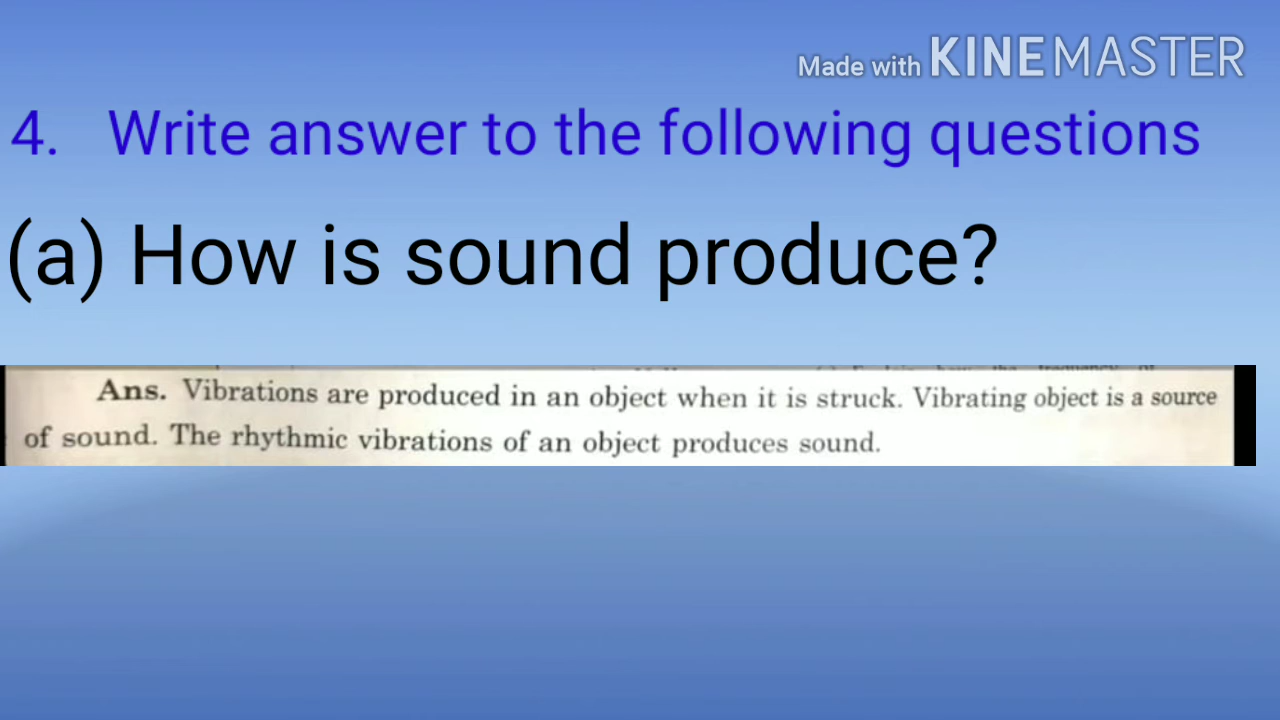 Made with KINEMASTER
4. Write answer to the following questions
(a) How is sound produce?
Ans. Vibrations are produced in an object when it is struck. Vibrating object is a source
of sound. The rhythmic vibrations of an object produces sound.